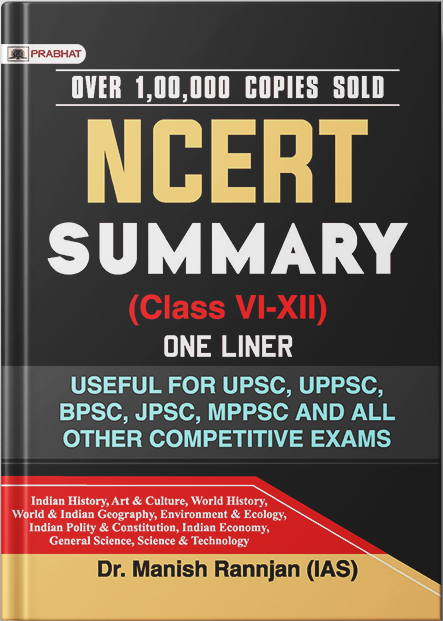 PRABHAT
OVER 1,00,000 COPIES SOLD
NCERT
SUMMARY
(Class VI-XII)
ONE LINER
USEFUL FOR UPSC, UPPSC,
BPSC, JPSC, MPPSC AND ALL
OTHER COMPETITIVE EXAMS
Indian History, Art & Culture, World History,
World & Indian Geography, Environment & Ecology,
Indian Polity & Constitution, Indian Economy,
General Science, Science & Technology
Dr. Manish Rannjan (IAS)